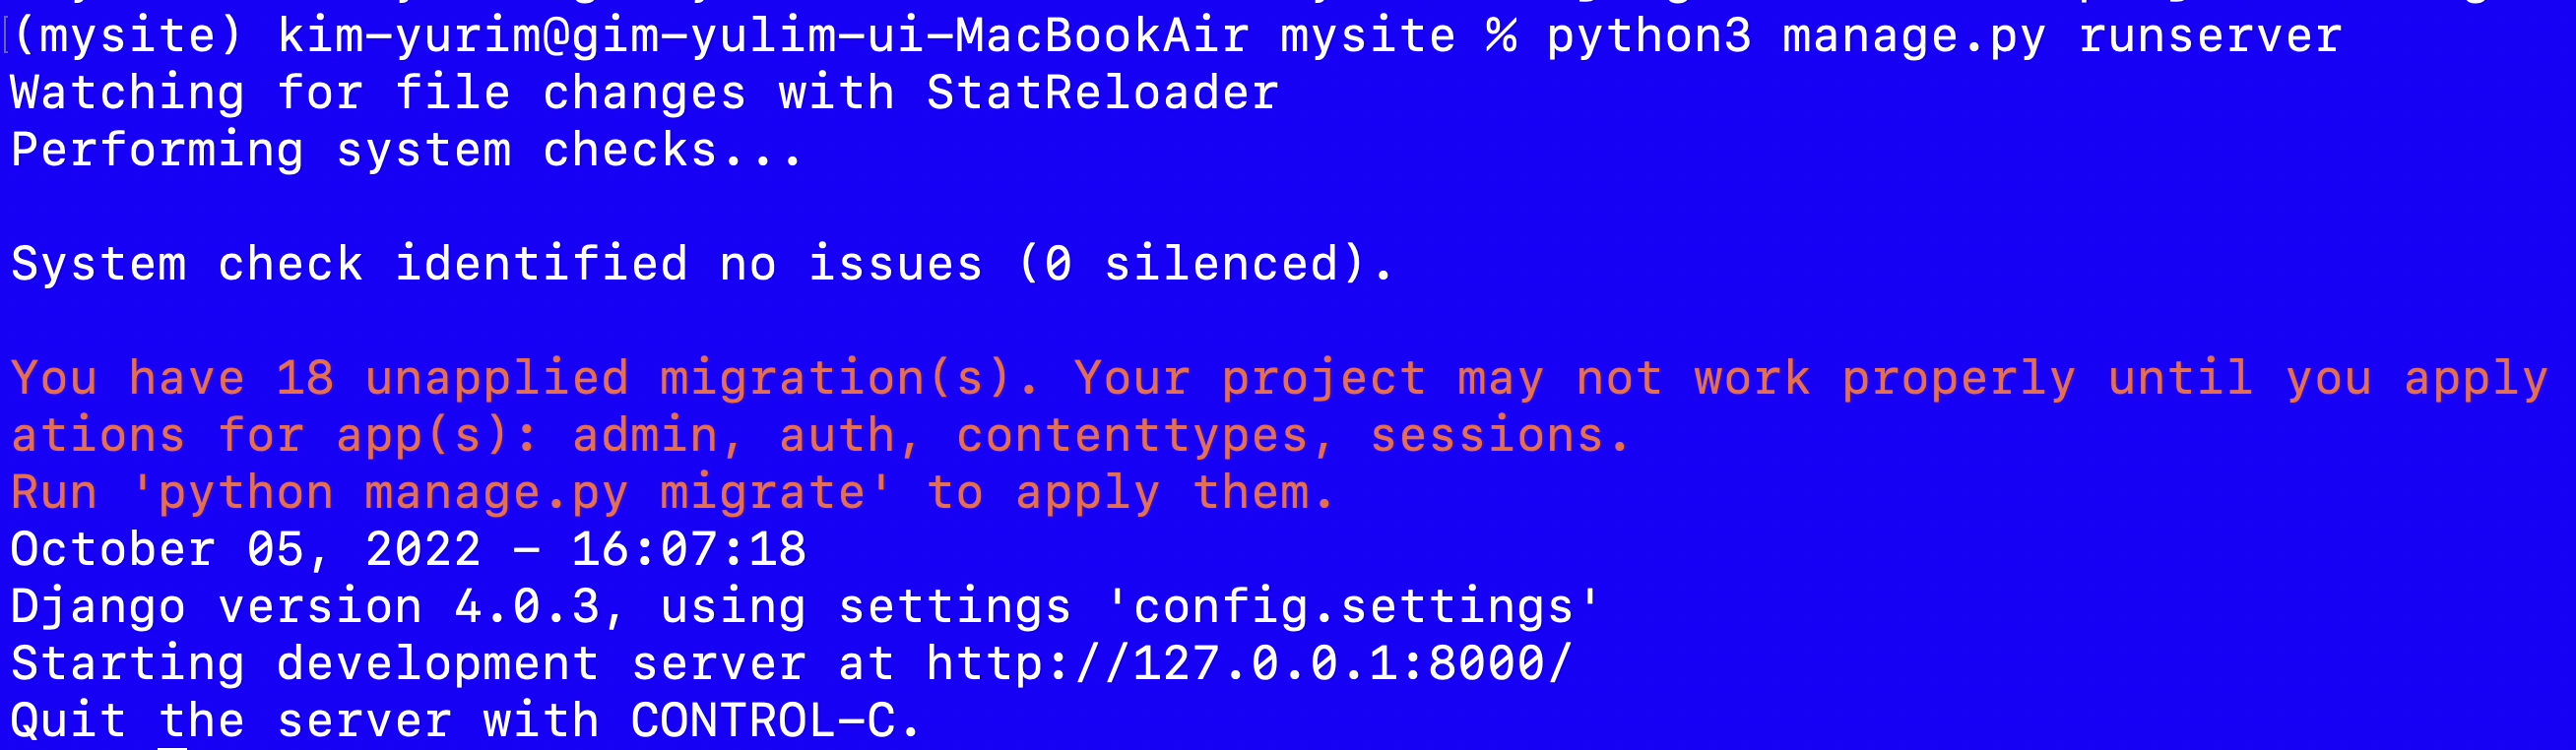 (mysite) kim-yurim@gim-yulim-ui-MacBookAir mysite % python3 manage.py runserver
Watching for file changes with StatReloader
Performing system checks...
System check identified no issues (0 silenced).
You have 18 unapplied migration(s). Your project may not work properly until you apply
ations for app(s): admin, auth, contenttypes, sessions.
Run 'python manage.py migrate' to apply them.
October 05, 2022 - 16:07:18
Django version 4.0.3, using settings 'config.settings'
Starting development server at http://127.0.0.1:8000/
Quit the server with CONTROL-C.